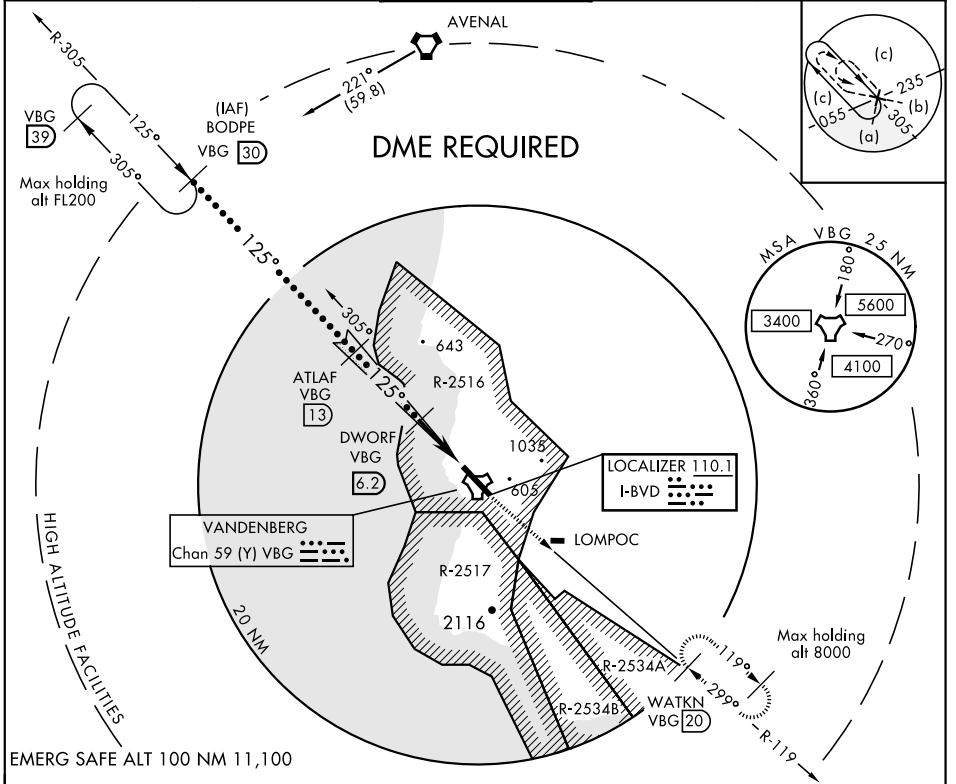 AVENAL
221°
(59.8)
R-305
VBG
39
125°
305°
Max holding
alt FL200
(IAF)
BODPE
VBG 30
DME REQUIRED
(c)
235
(c)
(b)
055
305
(a)
MSA VBG 25 NM
180°
3400
5600
270°
4100
360°
125°
305°
643
R-2516
ATLAF
VBG
13
125°
DWORF
VBG
6.2
1035
605
LOCALIZER 110.1
I-BVD
VANDENBERG
Chan 59 (Y) VBG
LOMPOC
R-2517
2116
20 NM
R-2534A
R-2534B
WATKN
VBG 20
119°
299°
Max holding
alt 8000
R-119
HIGH ALTITUDE FACILITIES
EMERG SAFE ALT 100 NM 11,100